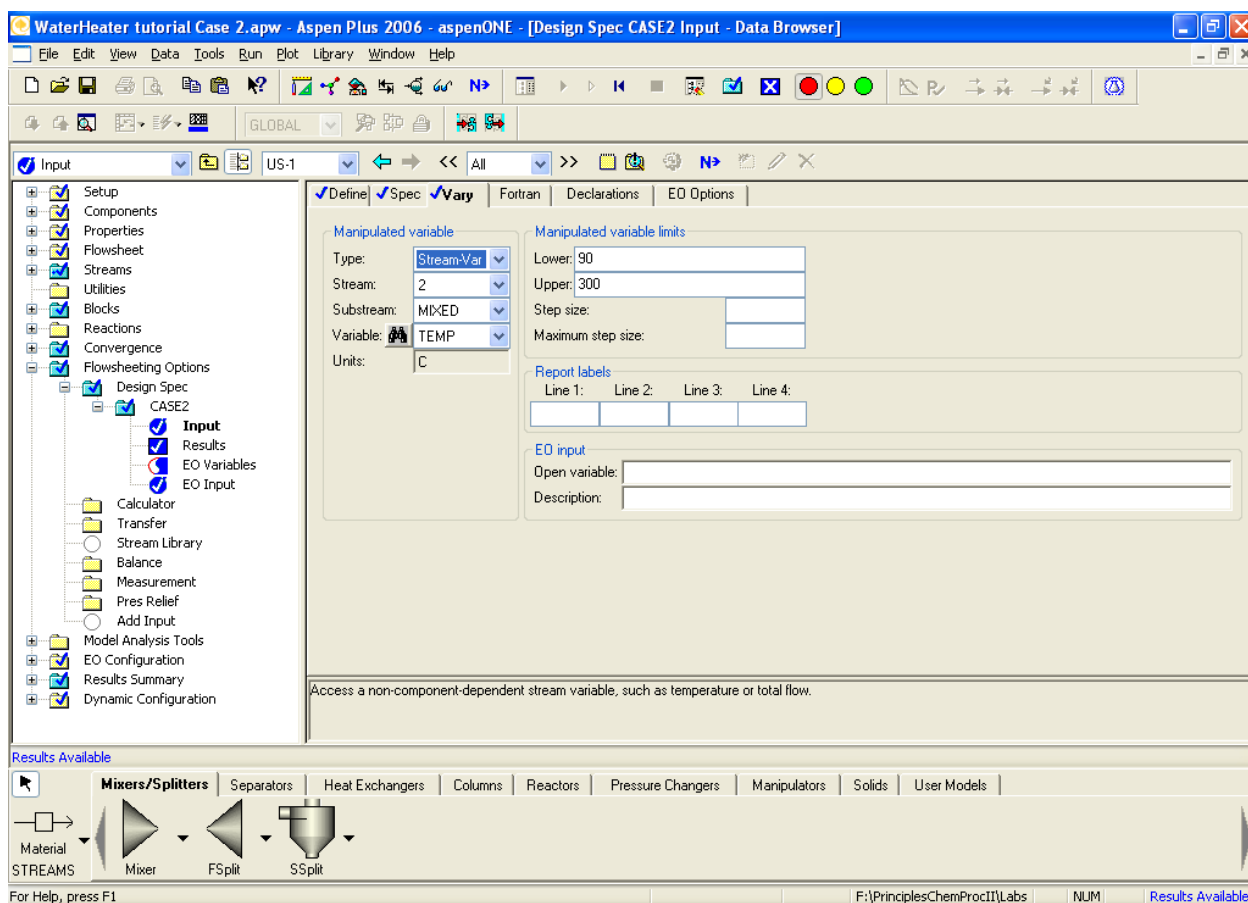 WaterHeater tutorial Case 2.apw - Aspen Plus 2006 - aspenONE - [Design Spec CASE2 Input - Data Browser]
File Edit View Data Tools Run Plot Library Window Help
N>
GLOBAL
Input US-1 << All >> N>
Setup
Components
Properties
Flowsheet
Streams
Utilities
Blocks
Reactions
Convergence
Flowsheeting Options
Design Spec
CASE2
Input
Results
EO Variables
EO Input
Calculator
Transfer
Stream Library
Balance
Measurement
Pres Relief
Add Input
Model Analysis Tools
EO Configuration
Results Summary
Dynamic Configuration
Define Spec Vary Fortran Declarations EO Options
Manipulated variable
Type: Stream-Var
Stream: 2
Substream: MIXED
Variable: TEMP
Units: C
Manipulated variable limits
Lower: 90
Upper: 300
Step size:
Maximum step size:
Report labels
Line 1: Line 2: Line 3: Line 4:
EO input
Open variable:
Description:
Access a non-component-dependent stream variable, such as temperature or total flow.
Results Available
Mixers/Splitters Separators Heat Exchangers Columns Reactors Pressure Changers Manipulators Solids User Models
Material
STREAMS
Mixer FSplit SSplit
For Help, press F1 F:\PrinciplesChemProcII\Labs NUM Results Available